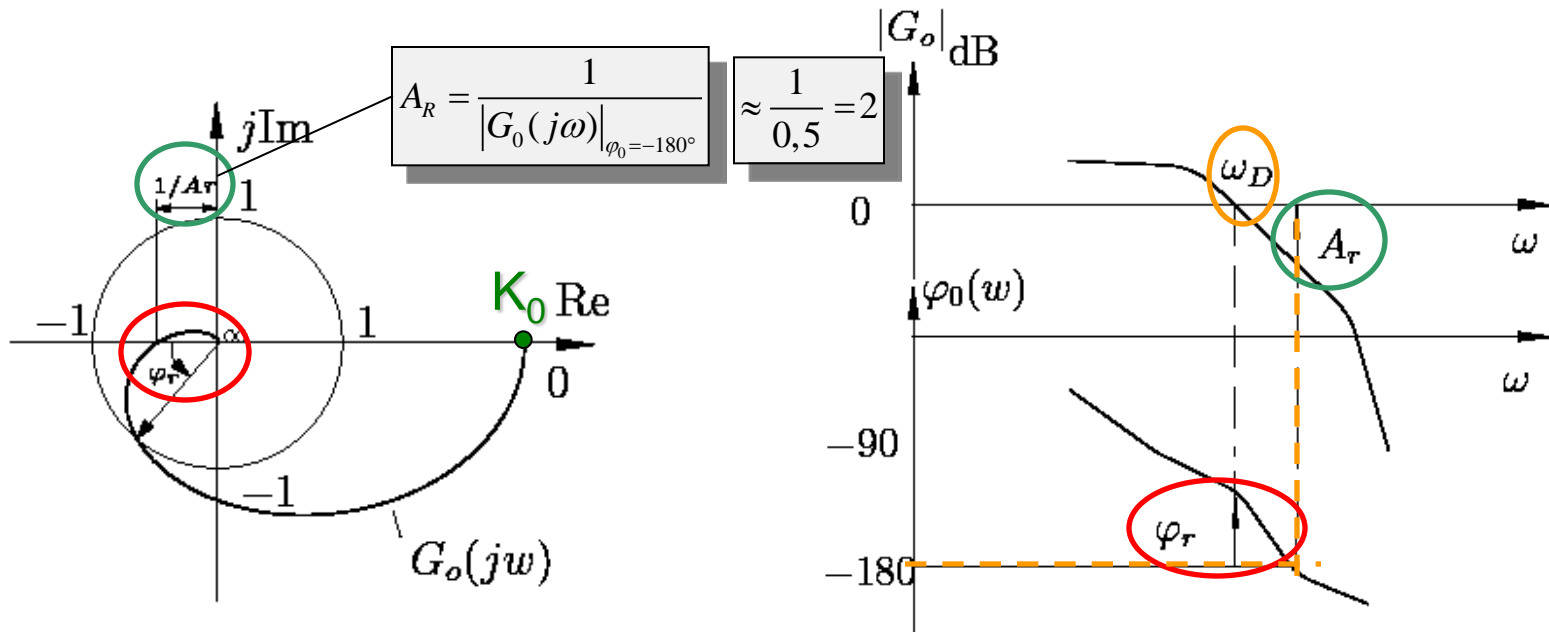 A_R = 1 / |G_0(jω)|_{φ_0=-180°}
≈ 1/0,5 = 2
jIm
1/Ar
1
-1
1
K_0
Re
0
∝
φ_r
-1
G_o(jw)
|G_o|_dB
0
ω_D
A_r
ω
φ_0(w)
ω
-90
φ_r
-180